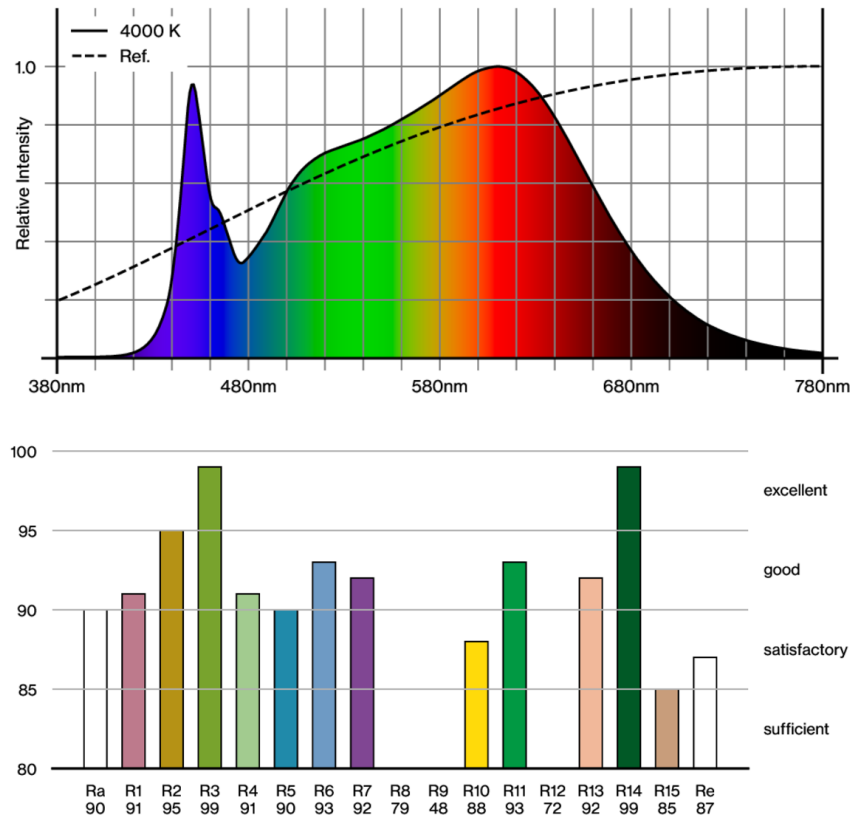 4000 K
Ref.
1.0
Relative Intensity
380nm 480nm 580nm 680nm 780nm
100
excellent
95
good
90
satisfactory
85
sufficient
80
Ra R1 R2 R3 R4 R5 R6 R7 R8 R9 R10 R11 R12 R13 R14 R15 Re
90 91 95 99 91 90 93 92 79 48 88 93 72 92 99 85 87